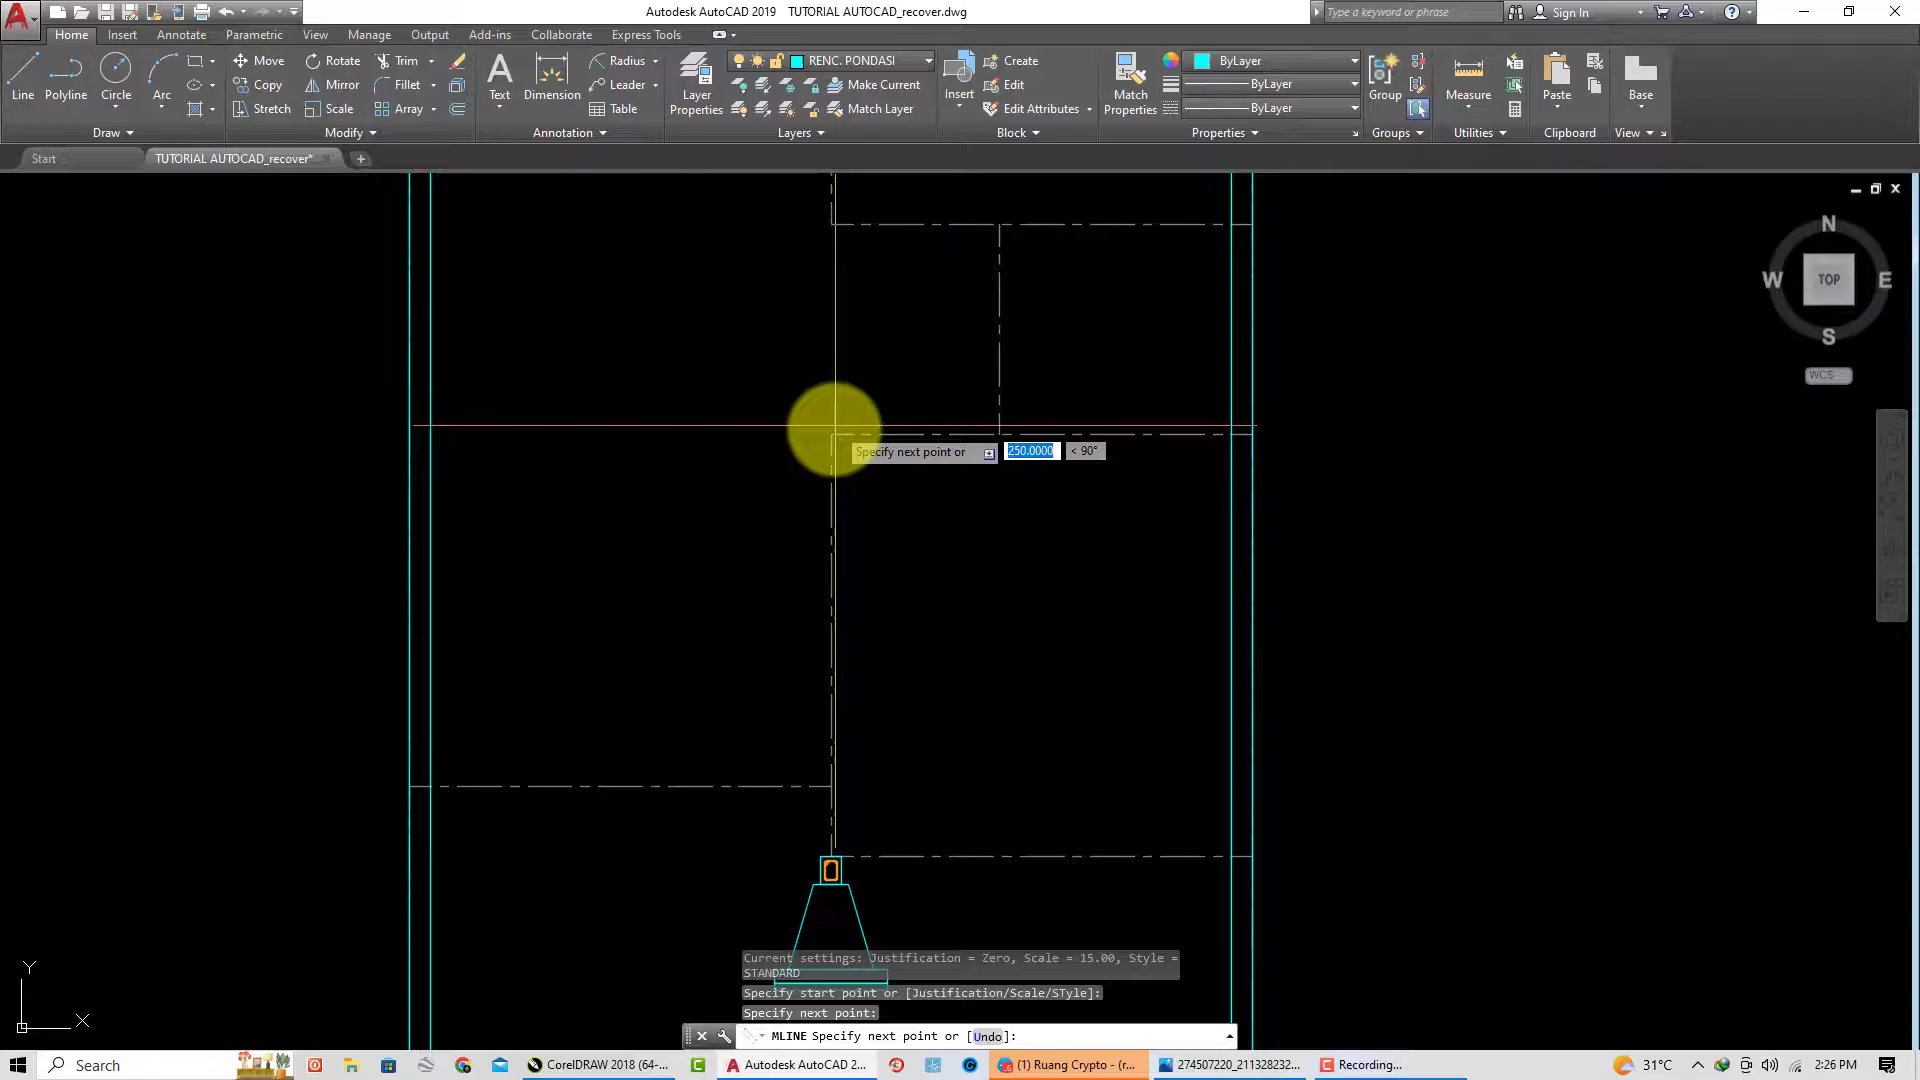 Autodesk AutoCAD 2019 TUTORIAL AUTOCAD_recover.dwg
Type a keyword or phrase
Sign In
Home Insert Annotate Parametric View Manage Output Add-ins Collaborate Express Tools
Line Polyline Circle Arc
Move Rotate Trim
Copy Mirror Fillet
Stretch Scale Array
Text Dimension
Radius
Leader
Table
Layer Properties
RENC. PONDASI
Make Current
Match Layer
Insert
Create
Edit
Edit Attributes
Match Properties
ByLayer
ByLayer
ByLayer
Group
Measure
Paste
Base
Draw Modify Annotation Layers Block Properties Groups Utilities Clipboard View
Start TUTORIAL AUTOCAD_recover*
N
W TOP E
S
WCS
Specify next point or 250.0000 < 90°
Y
X
Current settings: Justification = Zero, Scale = 15.00, Style =
STANDARD
Specify start point or [Justification/Scale/STyle]:
Specify next point:
MLINE Specify next point or [Undo]:
Search
CorelDRAW 2018 (64-...
Autodesk AutoCAD 2...
(1) Ruang Crypto - (r...
274507220_211328232...
Recording...
31°C
2:26 PM